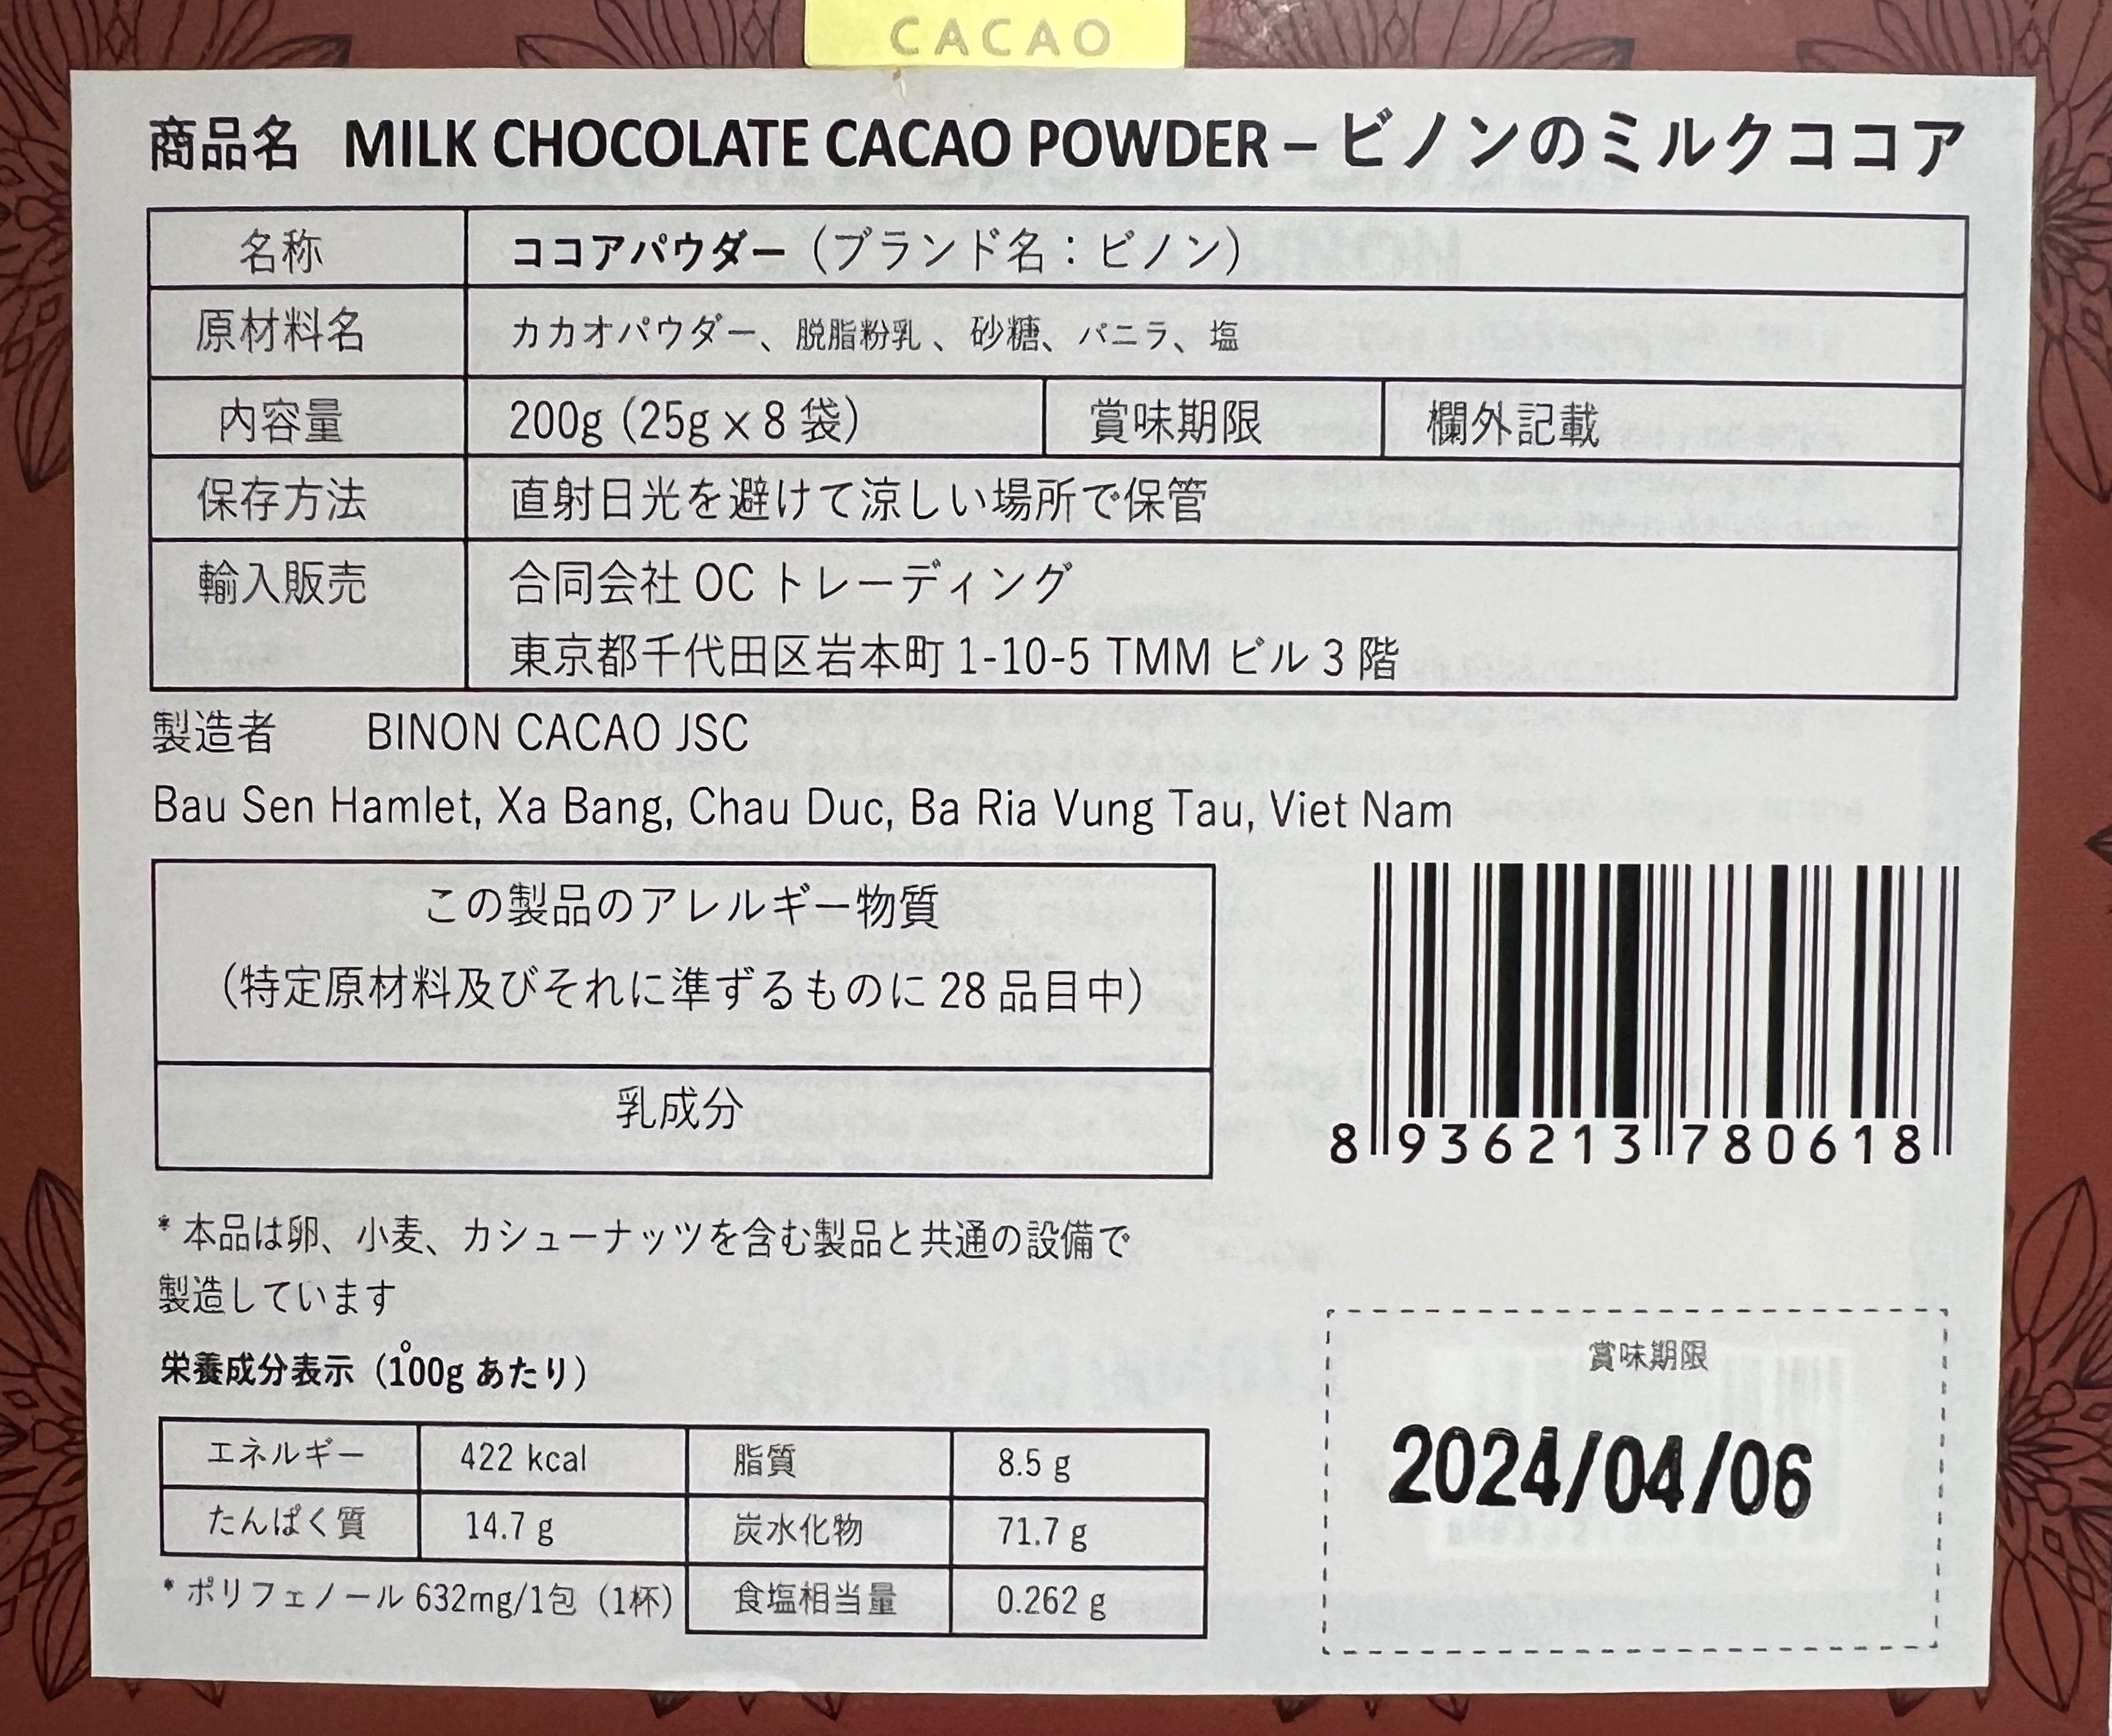 CACAO
商品名 MILK CHOCOLATE CACAO POWDER – ビノンのミルクココア
名称 ココアパウダー（ブランド名：ビノン）
原材料名 カカオパウダー、脱脂粉乳、砂糖、バニラ、塩
内容量 200g (25g x 8 袋） 賞味期限 欄外記載
保存方法 直射日光を避けて涼しい場所で保管
輸入販売 合同会社 OC トレーディング
東京都千代田区岩本町 1-10-5 TMM ビル 3 階
製造者 BINON CACAO JSC
Bau Sen Hamlet, Xa Bang, Chau Duc, Ba Ria Vung Tau, Viet Nam
この製品のアレルギー物質
（特定原材料及びそれに準ずるものに 28 品目中）
乳成分
8 936213 780618
* 本品は卵、小麦、カシューナッツを含む製品と共通の設備で
製造しています
栄養成分表示（100g あたり）
エネルギー 422 kcal 脂質 8.5 g
たんぱく質 14.7 g 炭水化物 71.7 g
* ポリフェノール 632mg/1包（1杯） 食塩相当量 0.262 g
賞味期限
2024/04/06